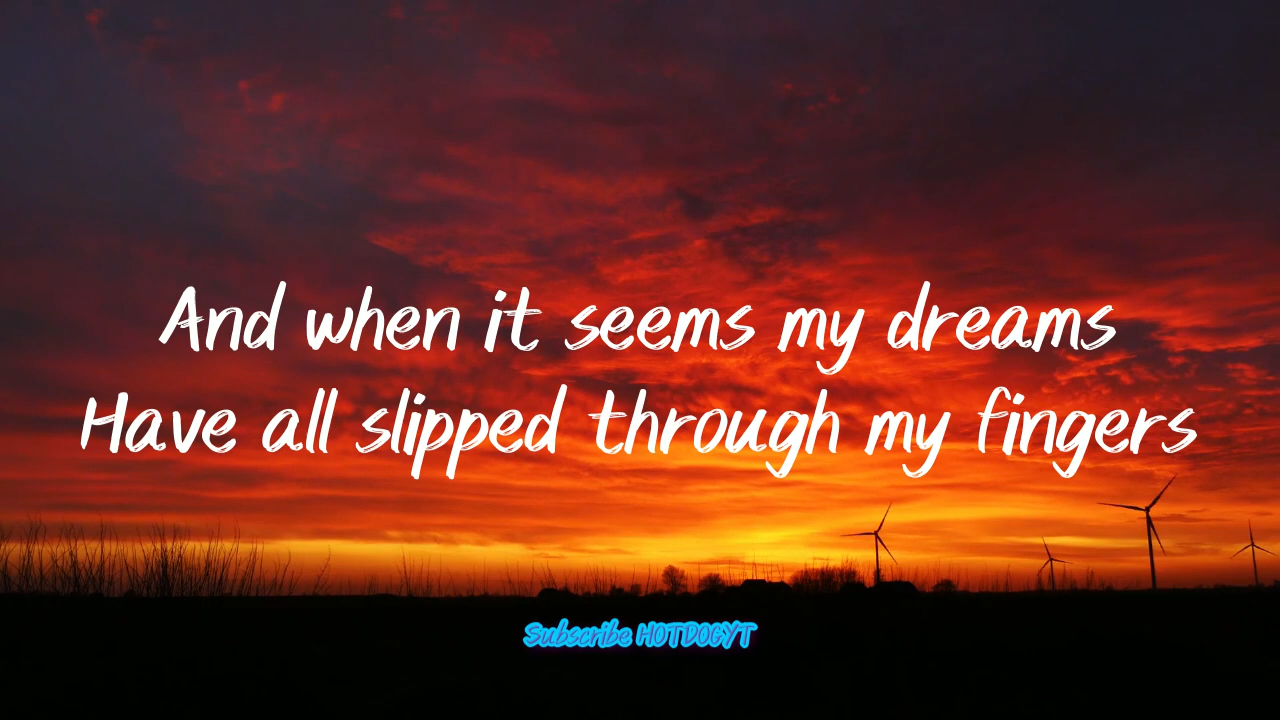 And when it seems my dreams
Have all slipped through my fingers
Subscribe HOTDOGYT